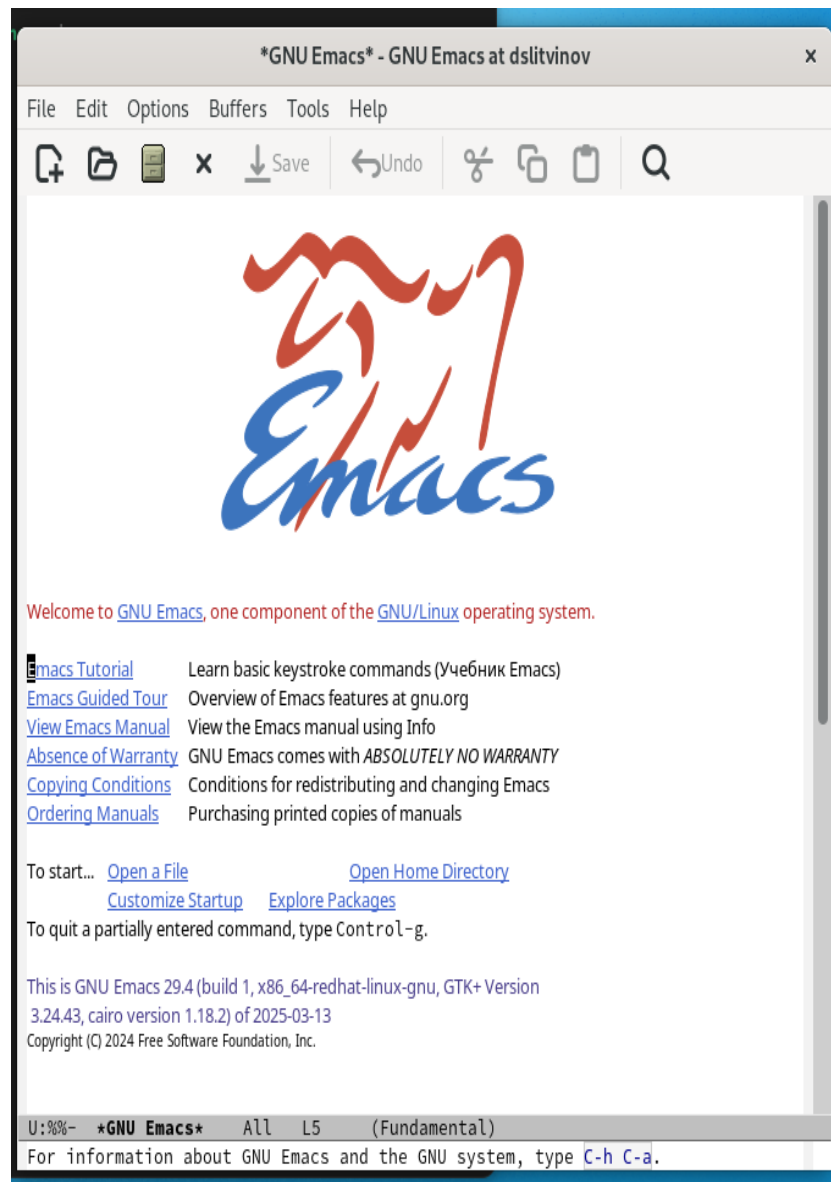 *GNU Emacs* - GNU Emacs at dslitvinov
File Edit Options Buffers Tools Help
Save Undo
Emacs
Welcome to GNU Emacs, one component of the GNU/Linux operating system.
Emacs Tutorial Learn basic keystroke commands (Учебник Emacs)
Emacs Guided Tour Overview of Emacs features at gnu.org
View Emacs Manual View the Emacs manual using Info
Absence of Warranty GNU Emacs comes with ABSOLUTELY NO WARRANTY
Copying Conditions Conditions for redistributing and changing Emacs
Ordering Manuals Purchasing printed copies of manuals
To start... Open a File Open Home Directory
Customize Startup Explore Packages
To quit a partially entered command, type Control-g.
This is GNU Emacs 29.4 (build 1, x86_64-redhat-linux-gnu, GTK+ Version
3.24.43, cairo version 1.18.2) of 2025-03-13
Copyright (C) 2024 Free Software Foundation, Inc.
U:%%- *GNU Emacs* All L5 (Fundamental)
For information about GNU Emacs and the GNU system, type C-h C-a.